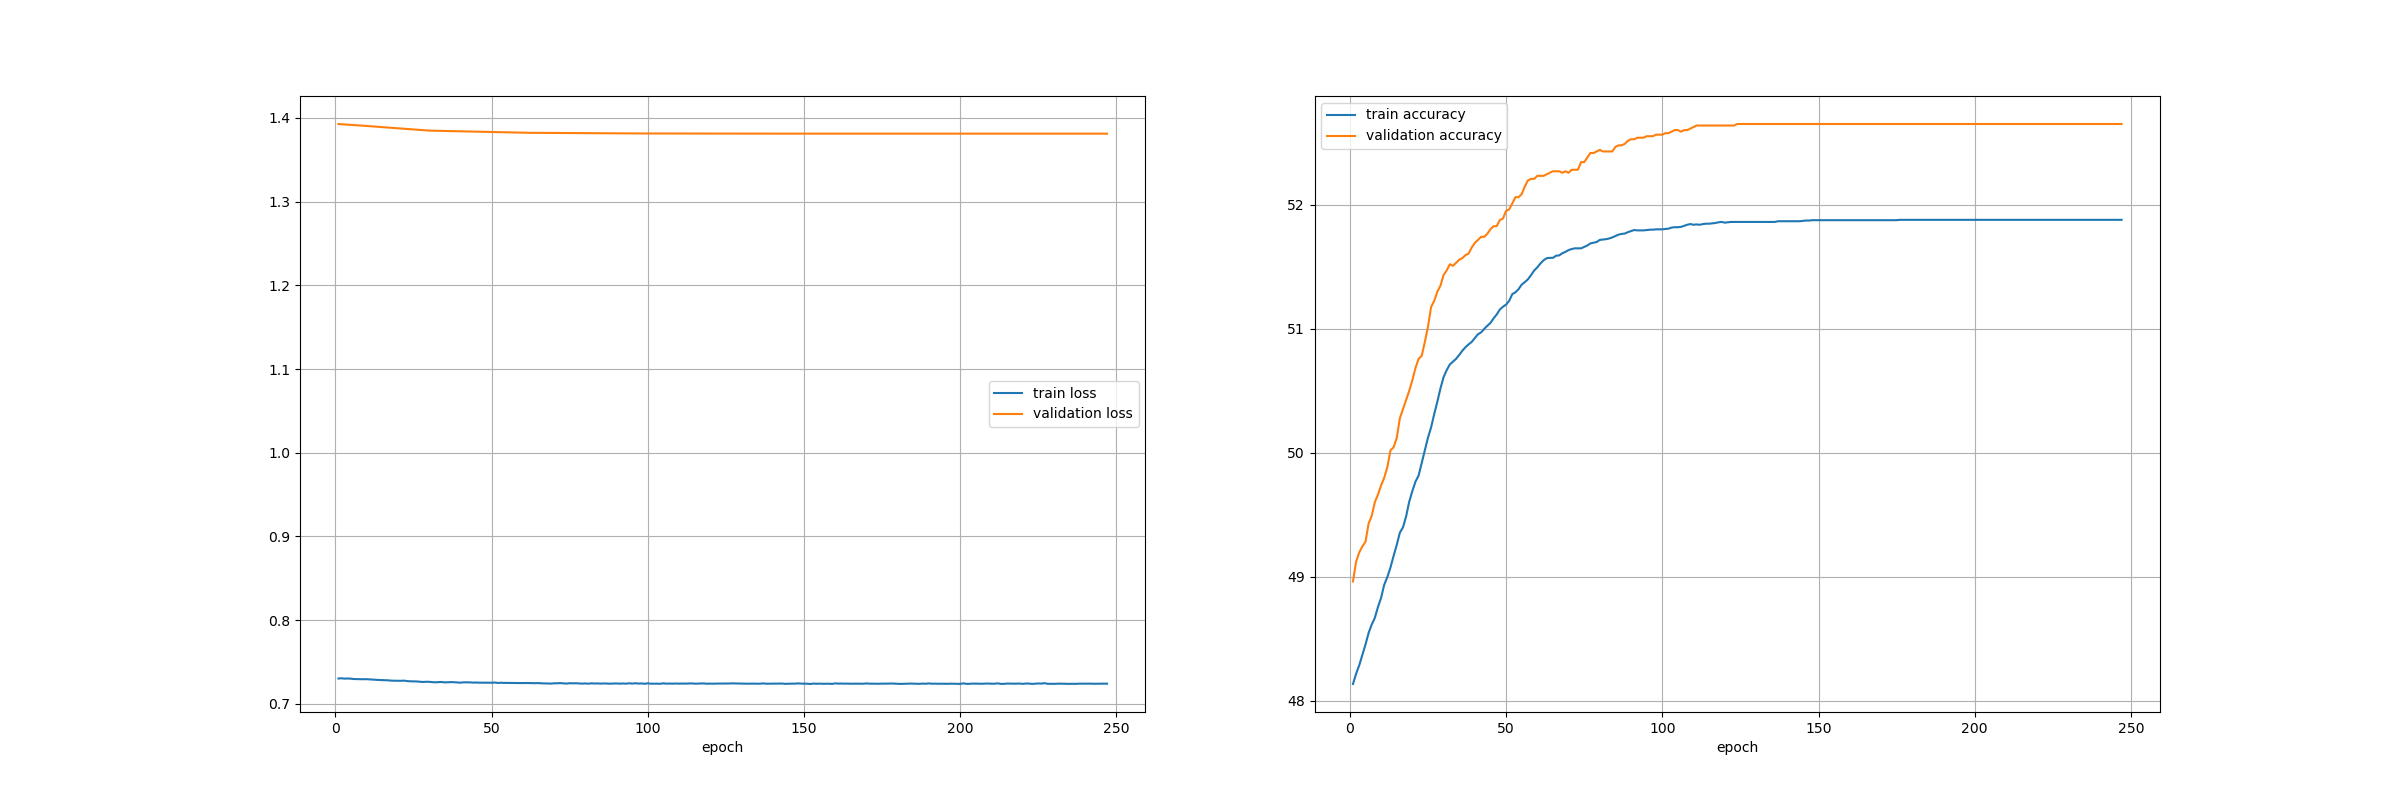 1.4
1.3
1.2
1.1
1.0
0.9
0.8
0.7
0 50 100 150 200 250
epoch
train loss
validation loss
train accuracy
validation accuracy
52
51
50
49
48
0 50 100 150 200 250
epoch